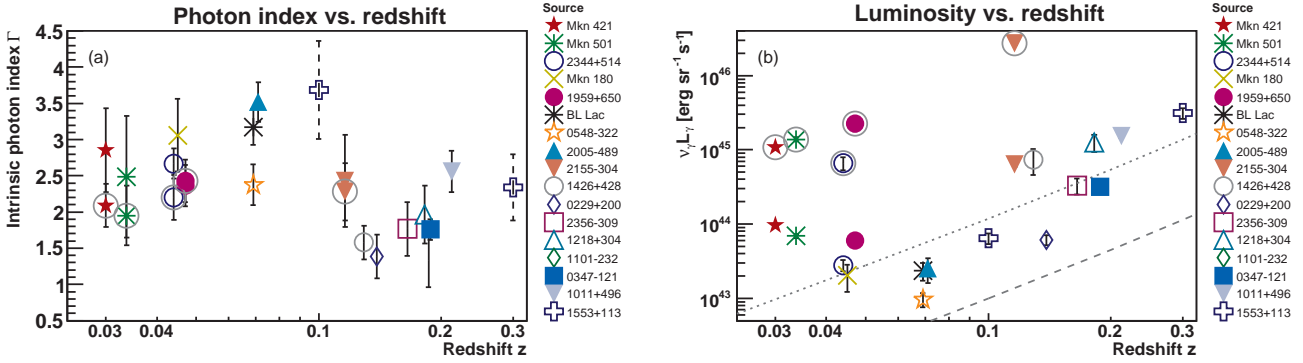 Photon index vs. redshift
Intrinsic photon index Γ
4.5
4
3.5
3
2.5
2
1.5
1
0.5
(a)
0.03
0.04
0.1
0.2
0.3
Redshift z
Source
Mkn 421
Mkn 501
2344+514
Mkn 180
1959+650
BL Lac
0548-322
2005-489
2155-304
1426+428
0229+200
2356-309
1218+304
1101-232
0347-121
1011+496
1553+113
Luminosity vs. redshift
νγLγ [erg sr⁻¹ s⁻¹]
10⁴⁶
10⁴⁵
10⁴⁴
10⁴³
(b)
0.03
0.04
0.1
0.2
0.3
Redshift z
Source
Mkn 421
Mkn 501
2344+514
Mkn 180
1959+650
BL Lac
0548-322
2005-489
2155-304
1426+428
0229+200
2356-309
1218+304
1101-232
0347-121
1011+496
1553+113